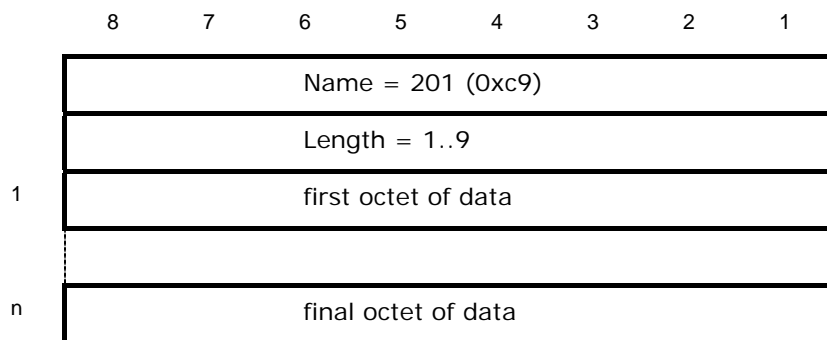 8 7 6 5 4 3 2 1
Name = 201 (0xc9)
Length = 1..9
1 first octet of data
n final octet of data